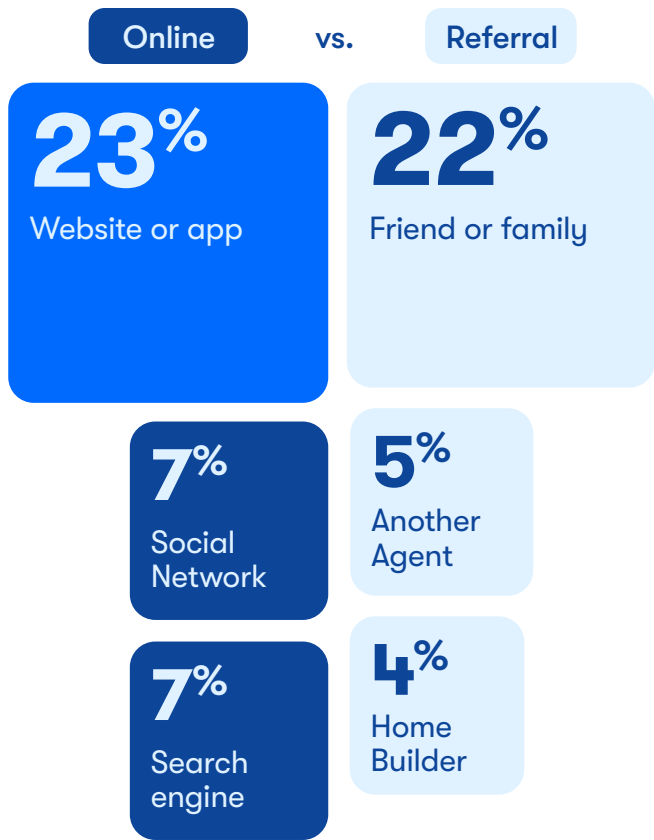 Online vs. Referral
23%
Website or app
22%
Friend or family
7%
Social
Network
5%
Another
Agent
7%
Search
engine
4%
Home
Builder